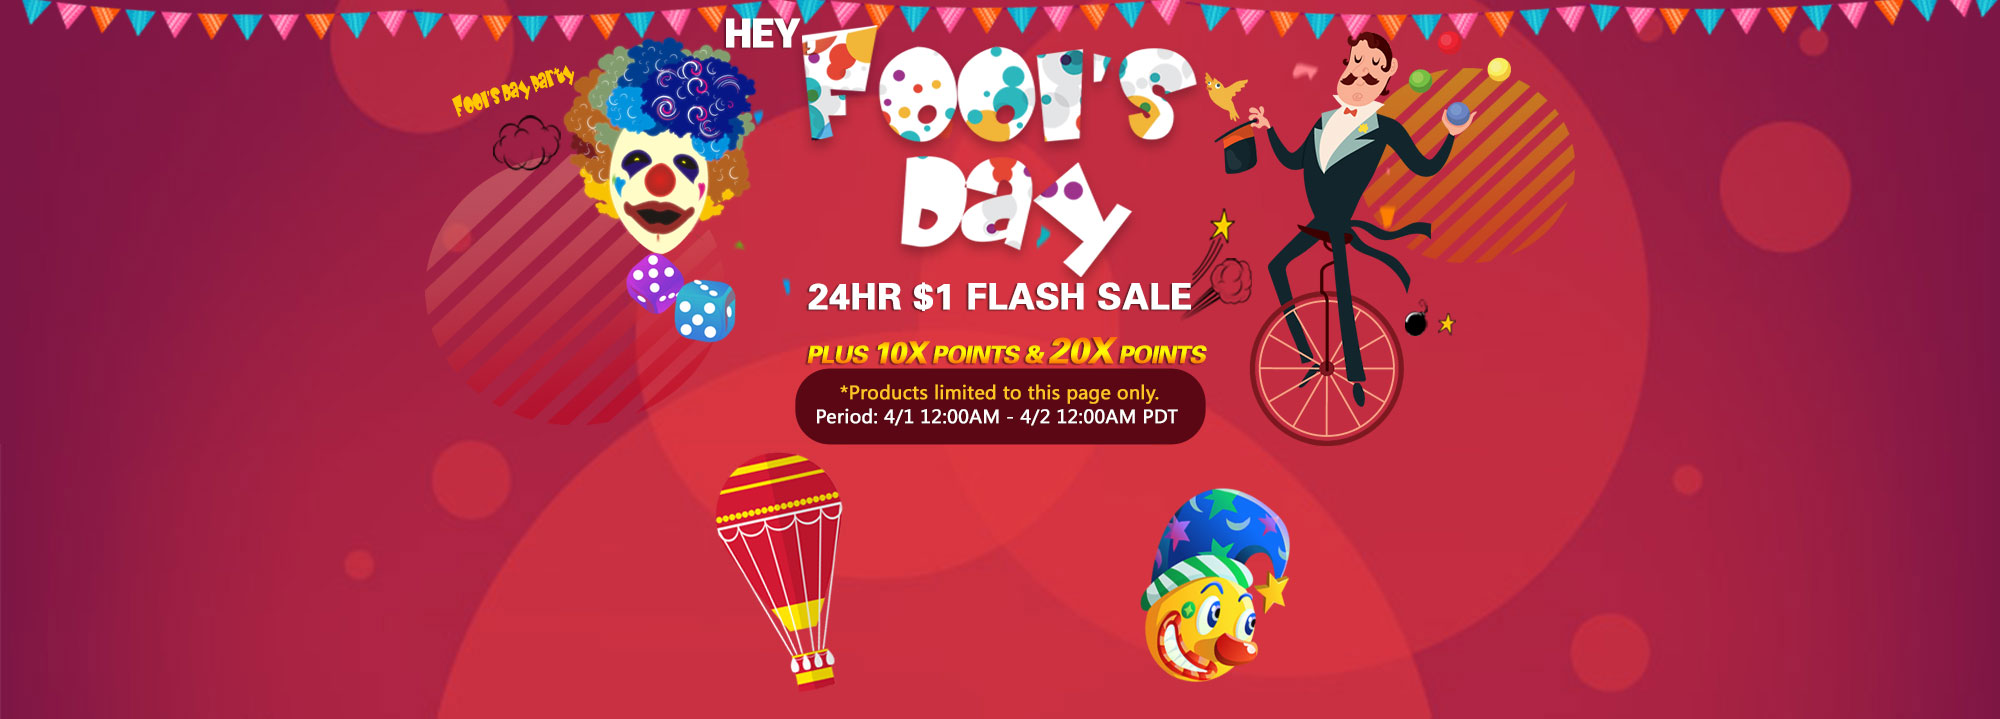 HEY,
FOOl'S
Day
Fool's Day Party
24HR $1 FLASH SALE
PLUS 10X POINTS & 20X POINTS
*Products limited to this page only.
Period: 4/1 12:00AM - 4/2 12:00AM PDT